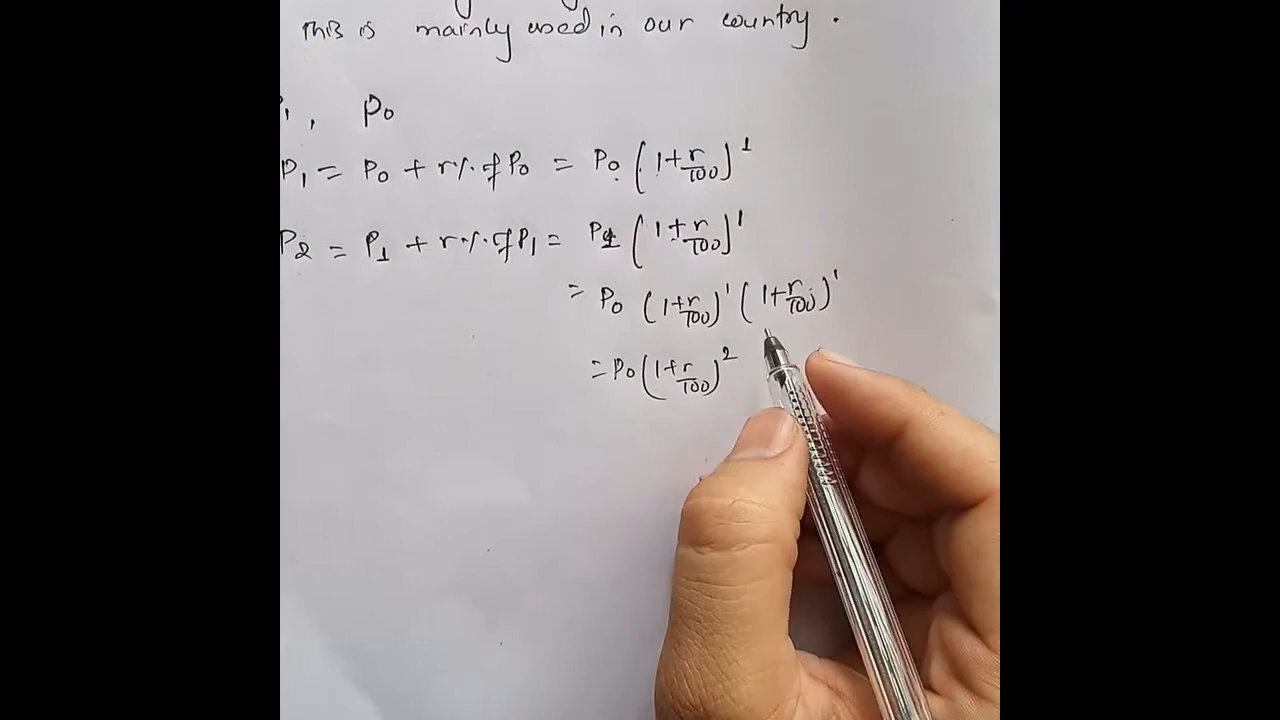 This is mainly used in our country.
P₁, P₀
P₁ = P₀ + r% of P₀ = P₀ (1+r/100)¹
P₂ = P₁ + r% of P₁ = P₁ (1+r/100)¹
= P₀ (1+r/100)¹ (1+r/100)¹
= P₀ (1+r/100)²